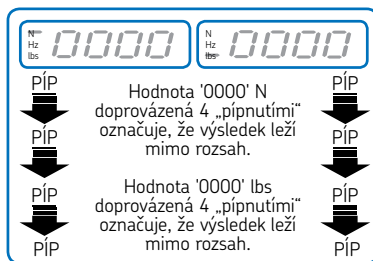 N
Hz
lbs
0000
N
Hz
lbs
0000
PÍP
PÍP
PÍP
PÍP
Hodnota '0000' N
doprovázená 4 „pípnutími“
označuje, že výsledek leží
mimo rozsah.
Hodnota '0000' lbs
doprovázená 4 „pípnutími“
označuje, že výsledek leží
mimo rozsah.
PÍP
PÍP
PÍP
PÍP